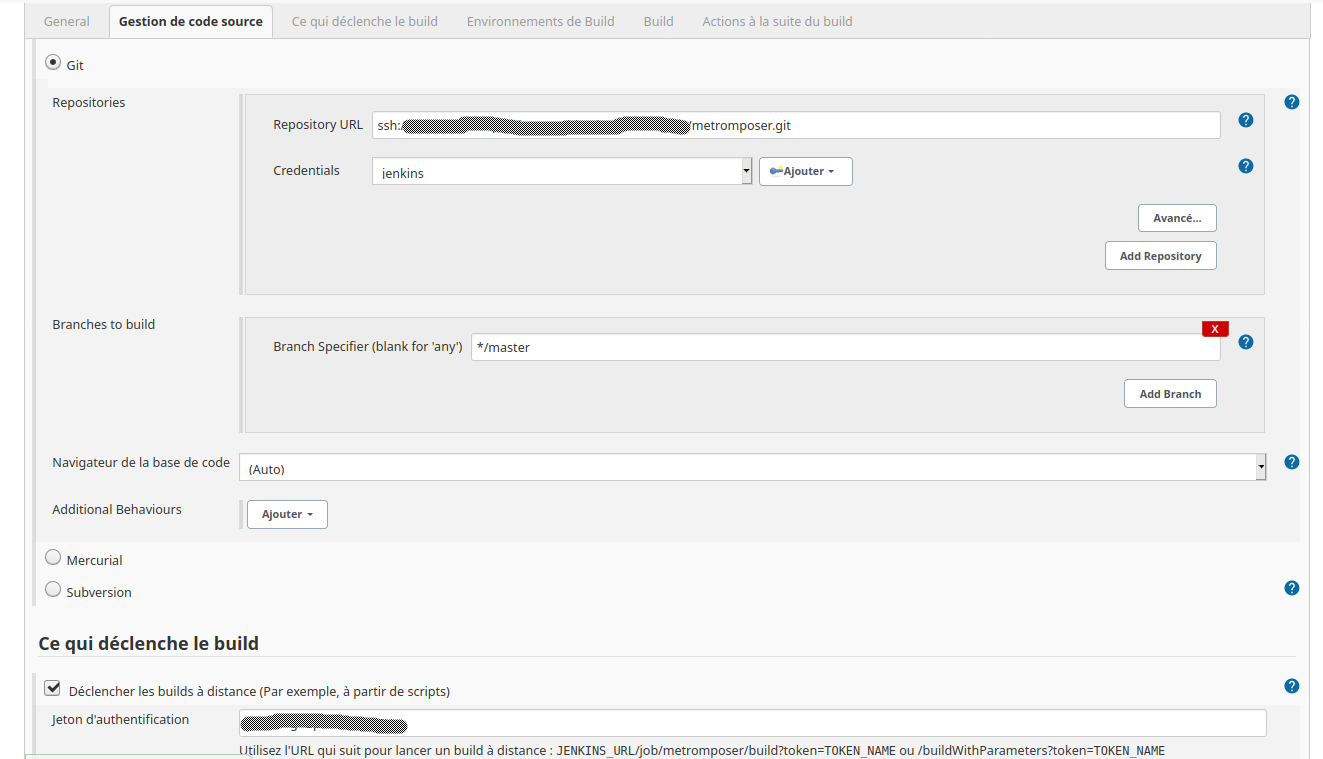 General Gestion de code source Ce qui déclenche le build Environnements de Build Build Actions à la suite du build
Git
Repositories
Repository URL ssh:/ /metromposer.git
Credentials jenkins Ajouter
Avancé...
Add Repository
Branches to build
X
Branch Specifier (blank for 'any') */master
Add Branch
Navigateur de la base de code (Auto)
Additional Behaviours Ajouter
Mercurial
Subversion
Ce qui déclenche le build
Déclencher les builds à distance (Par exemple, à partir de scripts)
Jeton d'authentification
Utilisez l'URL qui suit pour lancer un build à distance : JENKINS_URL/job/metromposer/build?token=TOKEN_NAME ou /buildWithParameters?token=TOKEN_NAME